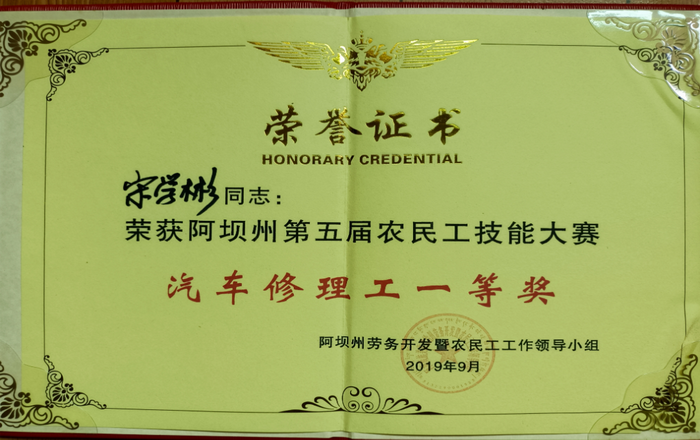 荣誉证书
HONORARY CREDENTIAL
宋学彬同志：
荣获阿坝州第五届农民工技能大赛
汽车修理工一等奖
阿坝州劳务开发暨农民工工作领导小组
2019年9月